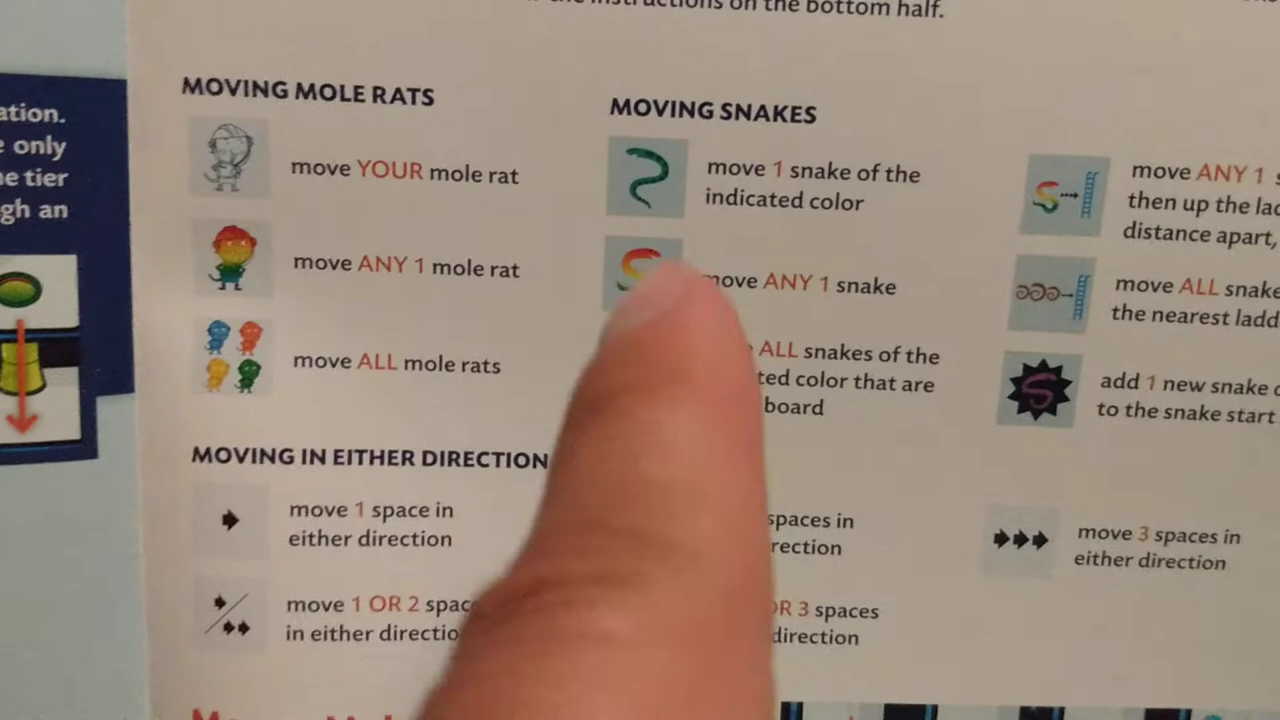 the instructions on the bottom half.
ation.
only
tier
gh an
MOVING MOLE RATS
move YOUR mole rat
move ANY 1 mole rat
move ALL mole rats
MOVING SNAKES
move 1 snake of the
indicated color
move ANY 1 snake
ALL snakes of the
ted color that are
board
move ANY 1
then up the
distance apart,
move ALL
the nearest
add 1 new snake
to the snake start
MOVING IN EITHER DIRECTION
move 1 space in
either direction
spaces in
rection
move 3 spaces in
either direction
move 1 OR 2
in either directio
OR 3 spaces
direction